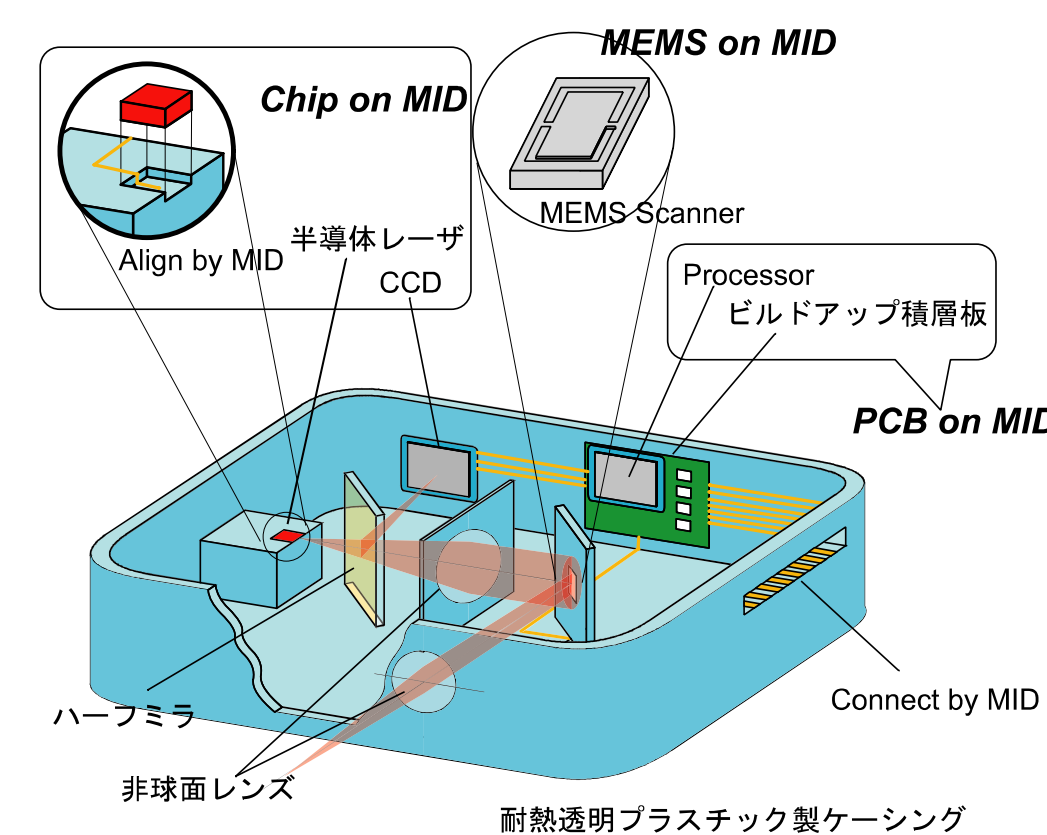 MEMS on MID
Chip on MID
MEMS Scanner
半導体レーザ
Align by MID
CCD
Processor
ビルドアップ積層板
PCB on MID
Connect by MID
ハーフミラ
非球面レンズ
耐熱透明プラスチック製ケーシング